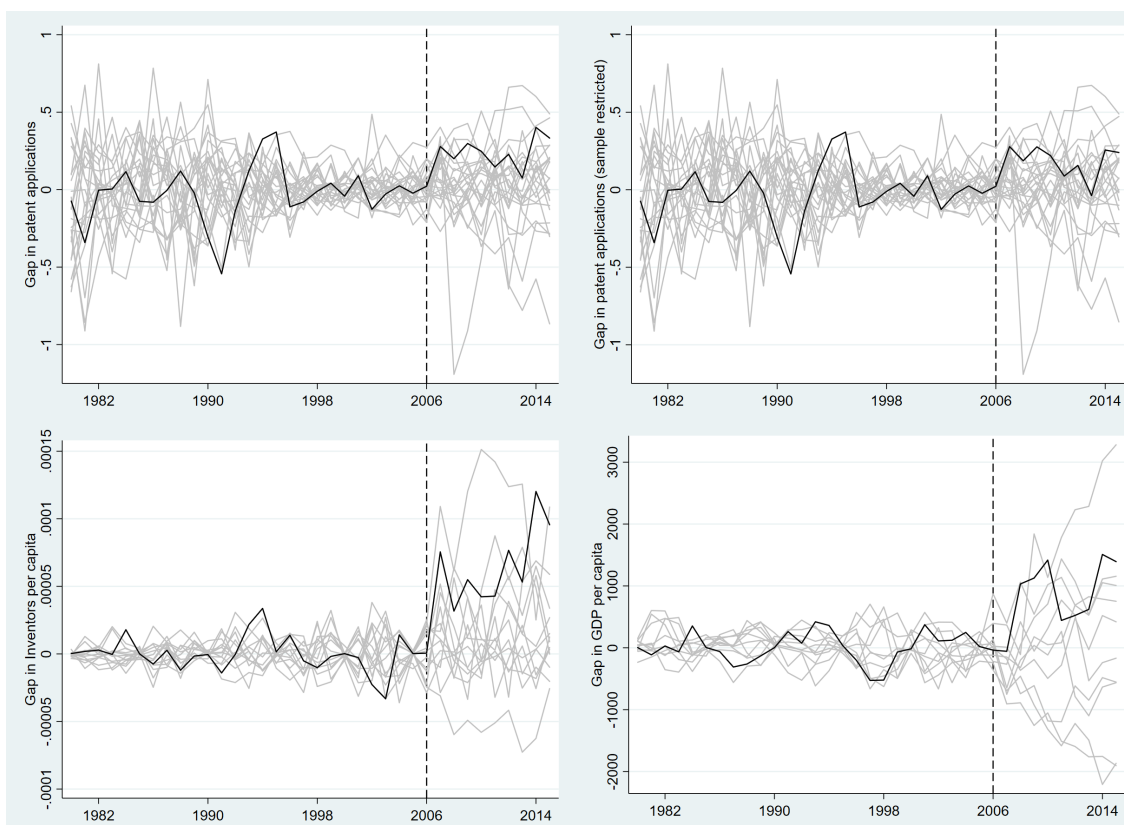 Gap in patent applications
1
.5
0
-.5
-1
1982 1990 1998 2006 2014
Gap in patent applications (sample restricted)
1
.5
0
-.5
-1
1982 1990 1998 2006 2014
Gap in Inventors per capita
.00015
.0001
.00005
0
-.00005
-.0001
1982 1990 1998 2006 2014
Gap in GDP per capita
3000
2000
1000
0
-1000
-2000
1982 1990 1998 2006 2014